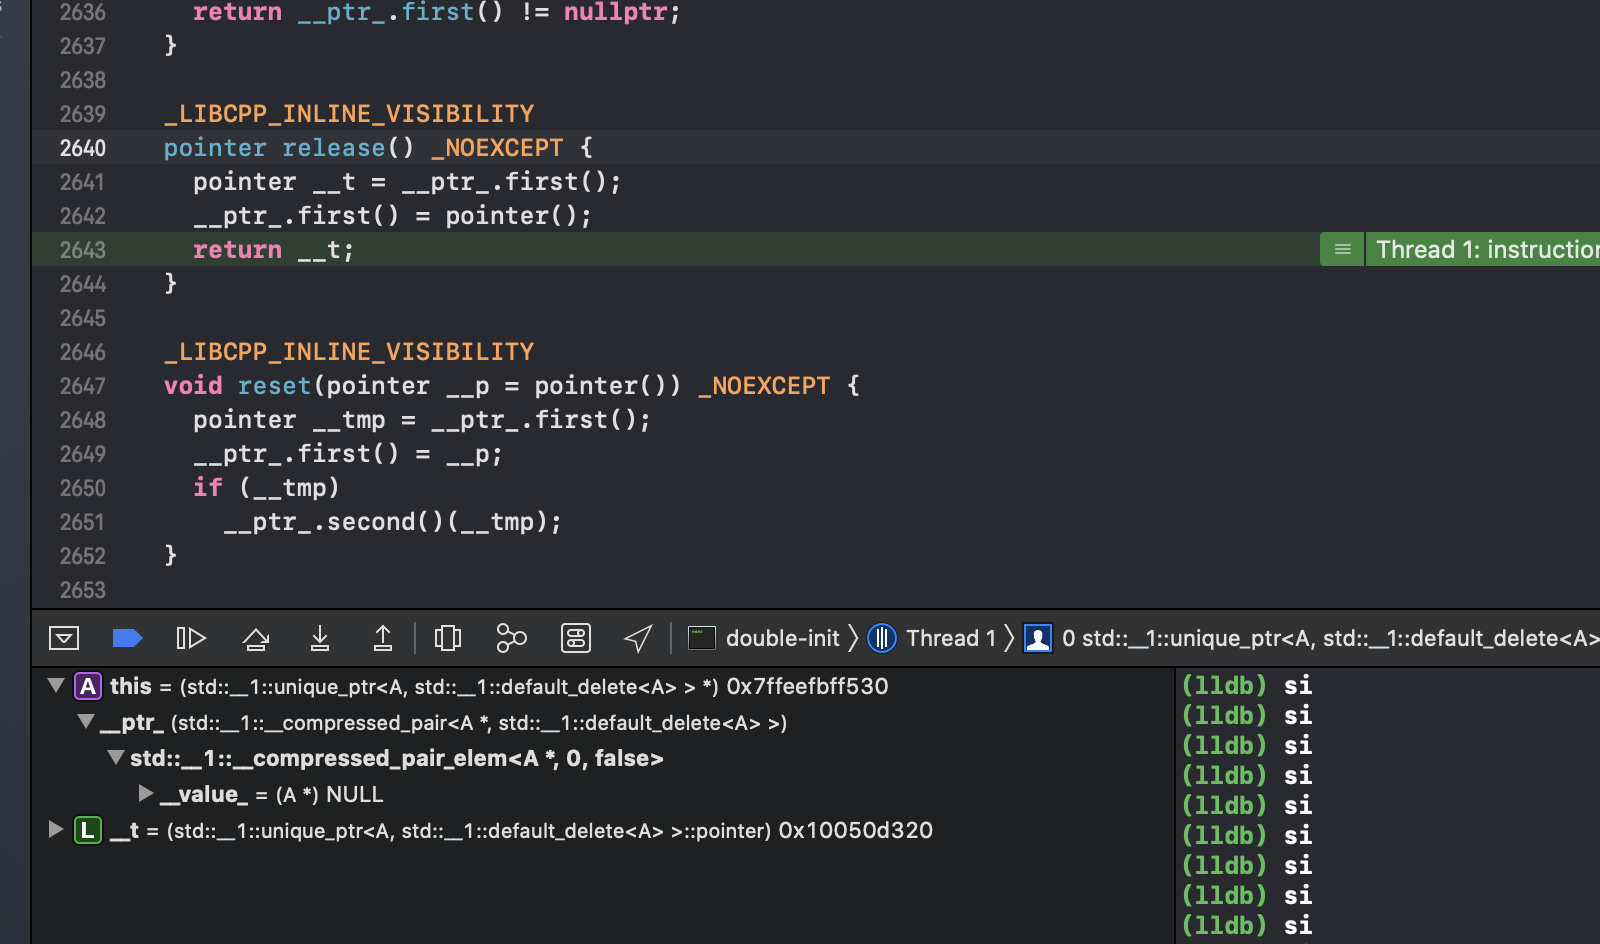 2636 return __ptr_.first() != nullptr;
2637 }
2638
2639 _LIBCPP_INLINE_VISIBILITY
2640 pointer release() _NOEXCEPT {
2641 pointer __t = __ptr_.first();
2642 __ptr_.first() = pointer();
2643 return __t; Thread 1: instruction
2644 }
2645
2646 _LIBCPP_INLINE_VISIBILITY
2647 void reset(pointer __p = pointer()) _NOEXCEPT {
2648 pointer __tmp = __ptr_.first();
2649 __ptr_.first() = __p;
2650 if (__tmp)
2651 __ptr_.second()(__tmp);
2652 }
2653
double-init Thread 1 0 std::__1::unique_ptr<A, std::__1::default_delete<A>
A this = (std::__1::unique_ptr<A, std::__1::default_delete<A> > *) 0x7ffeefbff530
__ptr_ (std::__1::__compressed_pair<A *, std::__1::default_delete<A> >)
std::__1::__compressed_pair_elem<A *, 0, false>
__value_ = (A *) NULL
L __t = (std::__1::unique_ptr<A, std::__1::default_delete<A> >::pointer) 0x10050d320
(lldb) si
(lldb) si
(lldb) si
(lldb) si
(lldb) si
(lldb) si
(lldb) si
(lldb) si
(lldb) si